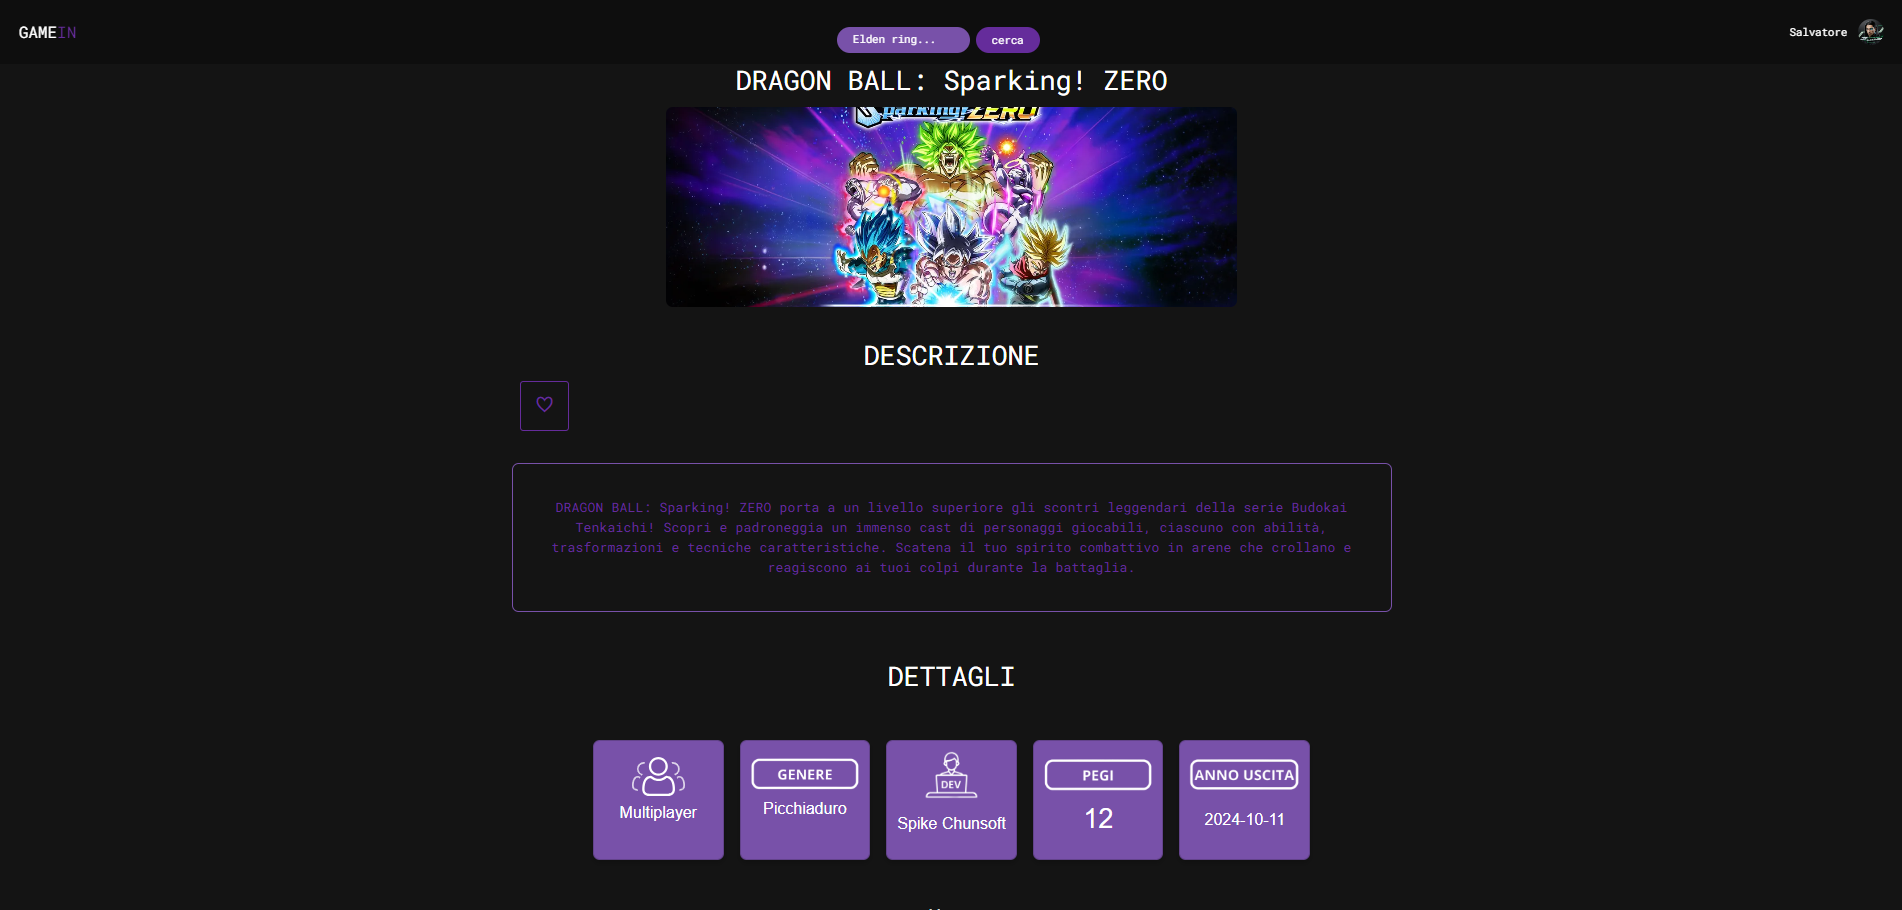 GAMEIN
Elden ring...
cerca
Salvatore
DRAGON BALL: Sparking! ZERO
Sparking! ZERO
DESCRIZIONE
DRAGON BALL: Sparking! ZERO porta a un livello superiore gli scontri leggendari della serie Budokai
Tenkaichi! Scopri e padroneggia un immenso cast di personaggi giocabili, ciascuno con abilità,
trasformazioni e tecniche caratteristiche. Scatena il tuo spirito combattivo in arene che crollano e
reagiscono ai tuoi colpi durante la battaglia.
DETTAGLI
Multiplayer
GENERE
Picchiaduro
DEV
Spike Chunsoft
PEGI
12
ANNO USCITA
2024-10-11